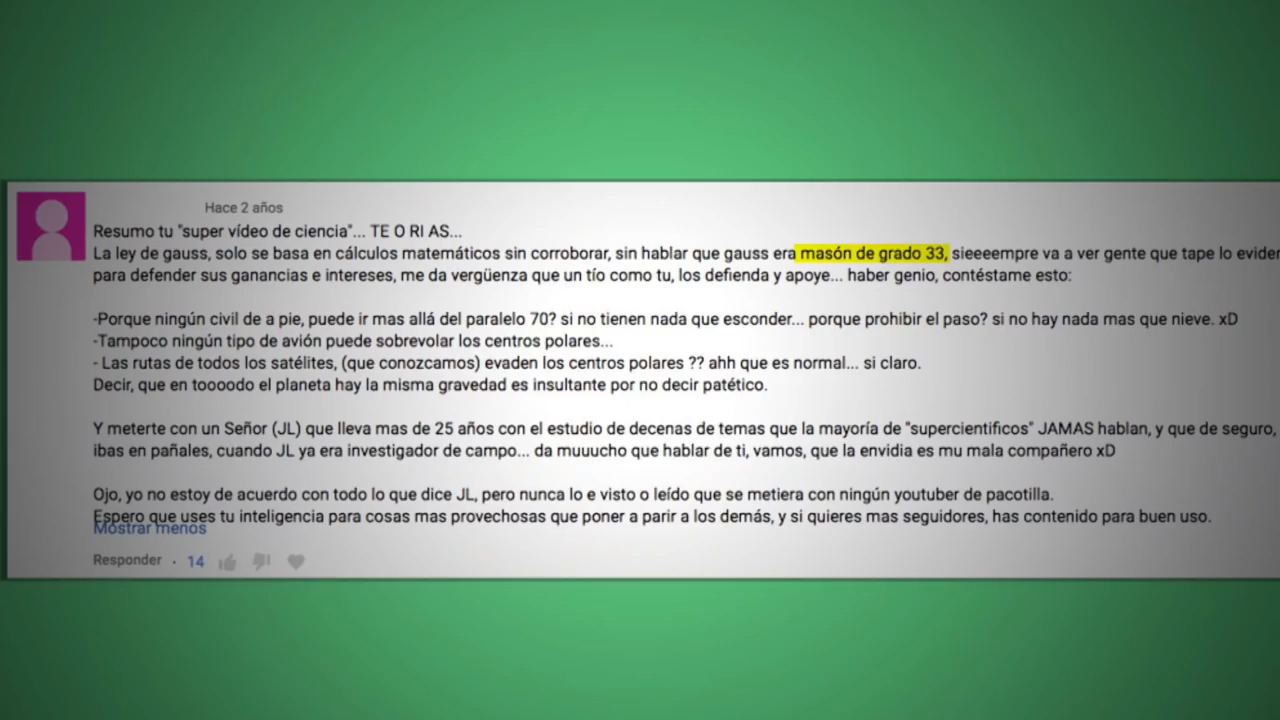 Hace 2 años
Resumo tu "super vídeo de ciencia"... TE O RI AS...
La ley de gauss, solo se basa en cálculos matemáticos sin corroborar, sin hablar que gauss era masón de grado 33, sieeeempre va a ver gente que tape lo eviden
para defender sus ganancias e intereses, me da vergüenza que un tío como tu, los defienda y apoye... haber genio, contéstame esto:
-Porque ningún civil de a pie, puede ir mas allá del paralelo 70? si no tienen nada que esconder... porque prohibir el paso? si no hay nada mas que nieve. xD
-Tampoco ningún tipo de avión puede sobrevolar los centros polares...
- Las rutas de todos los satélites, (que conozcamos) evaden los centros polares ?? ahh que es normal... si claro.
Decir, que en toooodo el planeta hay la misma gravedad es insultante por no decir patético.
Y meterte con un Señor (JL) que lleva mas de 25 años con el estudio de decenas de temas que la mayoría de "supercientificos" JAMAS hablan, y que de seguro,
ibas en pañales, cuando JL ya era investigador de campo... da muuucho que hablar de ti, vamos, que la envidia es mu mala compañero xD
Ojo, yo no estoy de acuerdo con todo lo que dice JL, pero nunca lo e visto o leído que se metiera con ningún youtuber de pacotilla.
Espero que uses tu inteligencia para cosas mas provechosas que poner a parir a los demás, y si quieres mas seguidores, has contenido para buen uso.
Mostrar menos
Responder · 14